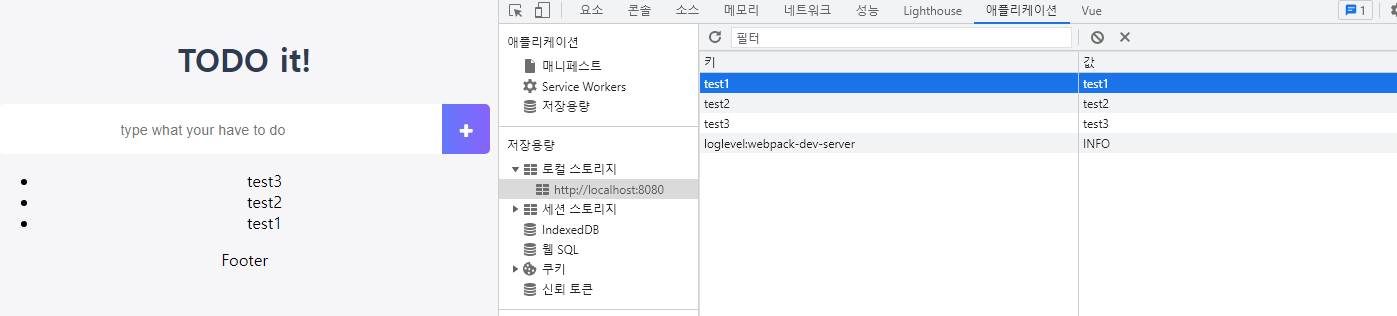 TODO it!
type what your have to do
test3
test2
test1
Footer
요소 콘솔 소스 메모리 네트워크 성능 Lighthouse 애플리케이션 Vue 1
애플리케이션
매니페스트
Service Workers
저장용량
저장용량
로컬 스토리지
http://localhost:8080
세션 스토리지
IndexedDB
웹 SQL
쿠키
신뢰 토큰
필터
키 값
test1 test1
test2 test2
test3 test3
loglevel:webpack-dev-server INFO